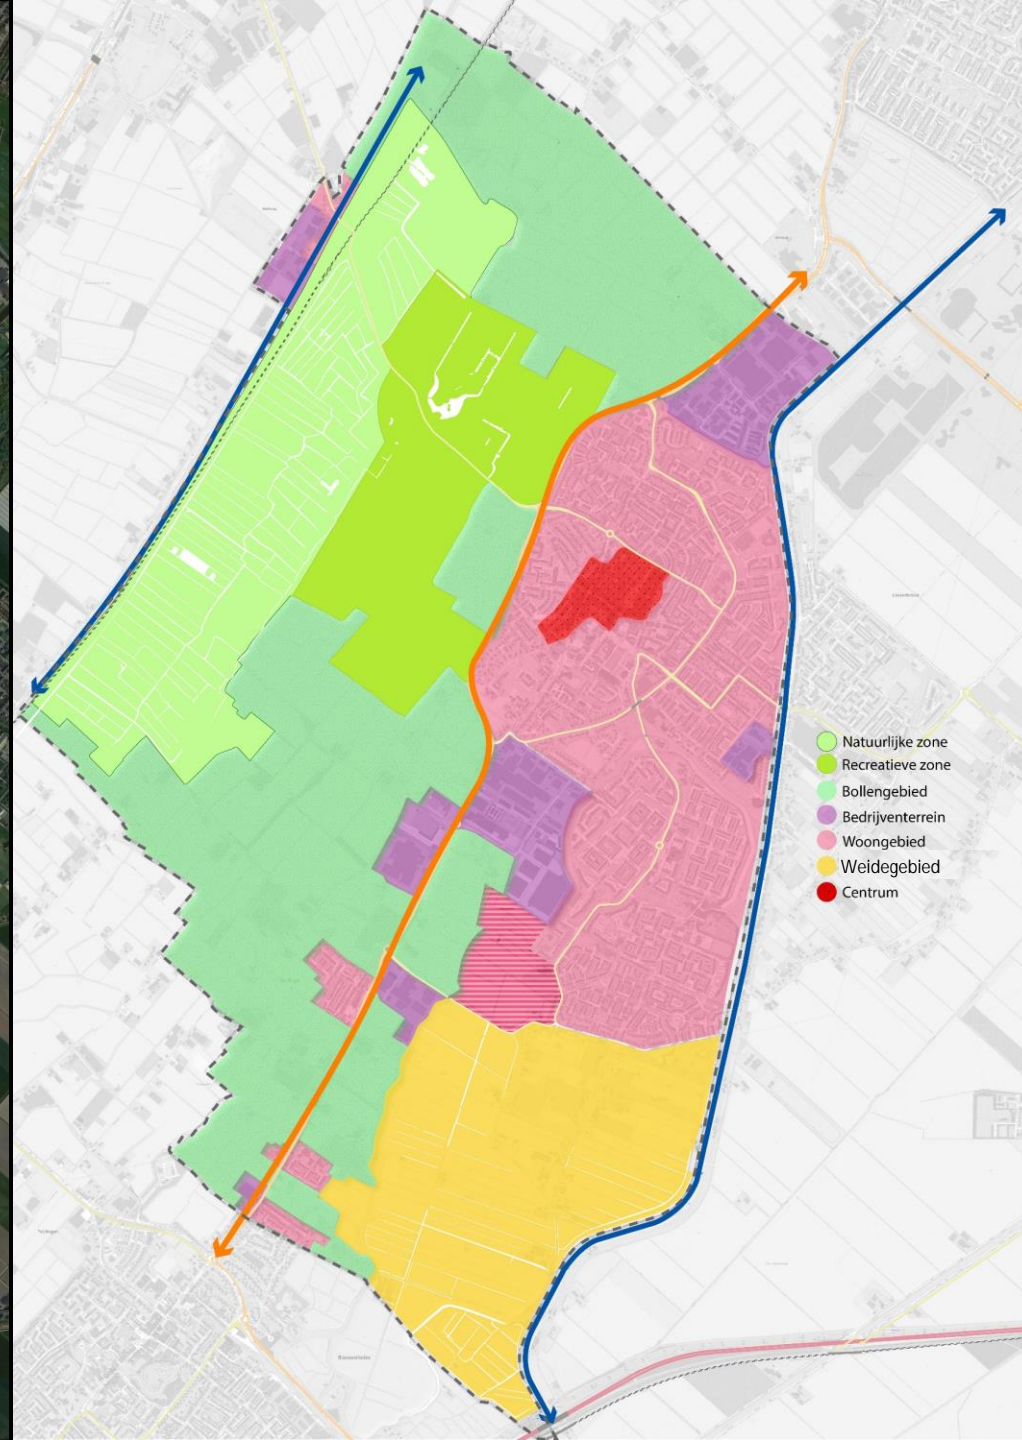 Natuurlijke zone
Recreatieve zone
Bollengebied
Bedrijventerrein
Woongebied
Weidegebied
Centrum